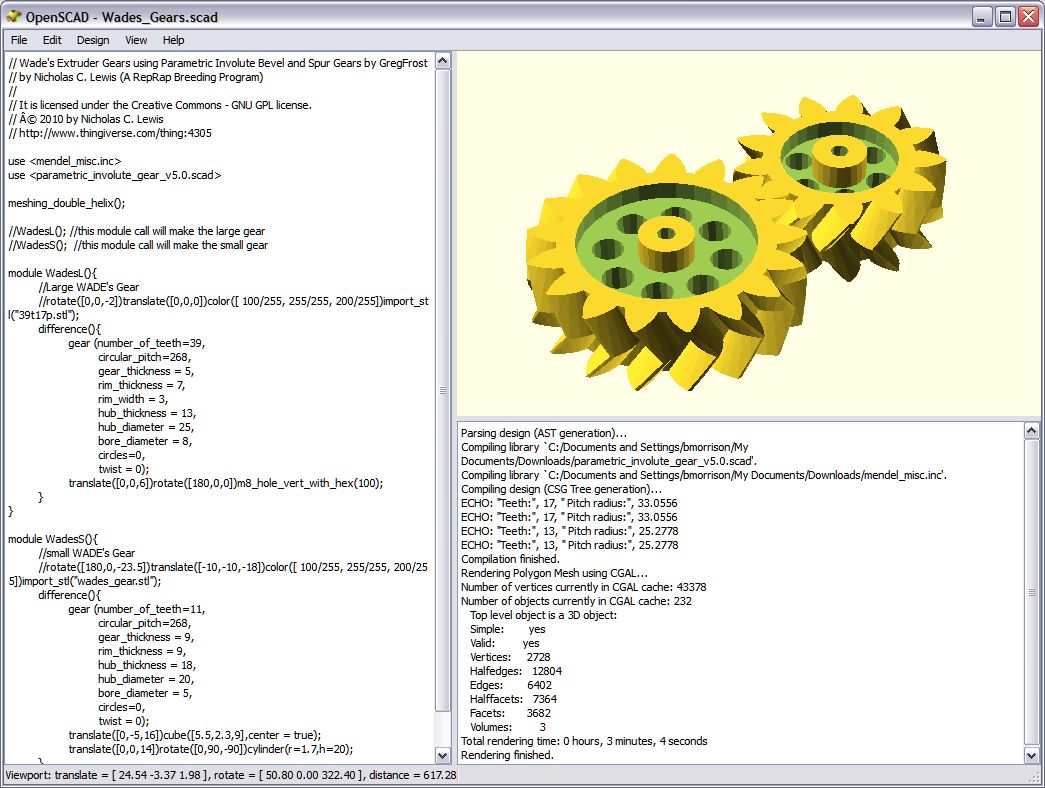 OpenSCAD - Wades_Gears.scad
File Edit Design View Help
// Wade's Extruder Gears using Parametric Involute Bevel and Spur Gears by GregFrost
// by Nicholas C. Lewis (A RepRap Breeding Program)
//
// It is licensed under the Creative Commons - GNU GPL license.
// Â© 2010 by Nicholas C. Lewis
// http://www.thingiverse.com/thing:4305
use <mendel_misc.inc>
use <parametric_involute_gear_v5.0.scad>
meshing_double_helix();
//WadesL(); //this module call will make the large gear
//WadesS();  //this module call will make the small gear
module WadesL(){
//Large WADE's Gear
//rotate([0,0,-2])translate([0,0,0])color([ 100/255, 255/255, 200/255])import_st
l("39t17p.stl");
difference(){
gear (number_of_teeth=39,
circular_pitch=268,
gear_thickness = 5,
rim_thickness = 7,
rim_width = 3,
hub_thickness = 13,
hub_diameter = 25,
bore_diameter = 8,
circles=0,
twist = 0);
translate([0,0,6])rotate([180,0,0])m8_hole_vert_with_hex(100);
}
}
module WadesS(){
//small WADE's Gear
//rotate([180,0,-23.5])translate([-10,-10,-18])color([ 100/255, 255/255, 200/25
5])import_stl("wades_gear.stl");
difference(){
gear (number_of_teeth=11,
circular_pitch=268,
gear_thickness = 9,
rim_thickness = 9,
hub_thickness = 18,
hub_diameter = 20,
bore_diameter = 5,
circles=0,
twist = 0);
translate([0,-5,16])cube([5.5,2.3,9],center = true);
translate([0,0,14])rotate([0,90,-90])cylinder(r=1.7,h=20);
}
Parsing design (AST generation)...
Compiling library `C:/Documents and Settings/bmorrison/My
Documents/Downloads/parametric_involute_gear_v5.0.scad'.
Compiling library `C:/Documents and Settings/bmorrison/My Documents/Downloads/mendel_misc.inc'.
Compiling design (CSG Tree generation)...
ECHO: "Teeth:", 17, " Pitch radius:", 33.0556
ECHO: "Teeth:", 17, " Pitch radius:", 33.0556
ECHO: "Teeth:", 13, " Pitch radius:", 25.2778
ECHO: "Teeth:", 13, " Pitch radius:", 25.2778
Compilation finished.
Rendering Polygon Mesh using CGAL...
Number of vertices currently in CGAL cache: 43378
Number of objects currently in CGAL cache: 232
Top level object is a 3D object:
Simple: yes
Valid: yes
Vertices: 2728
Halfedges: 12804
Edges: 6402
Halffacets: 7364
Facets: 3682
Volumes: 3
Total rendering time: 0 hours, 3 minutes, 4 seconds
Rendering finished.
Viewport: translate = [ 24.54 -3.37 1.98 ], rotate = [ 50.80 0.00 322.40 ], distance = 617.28